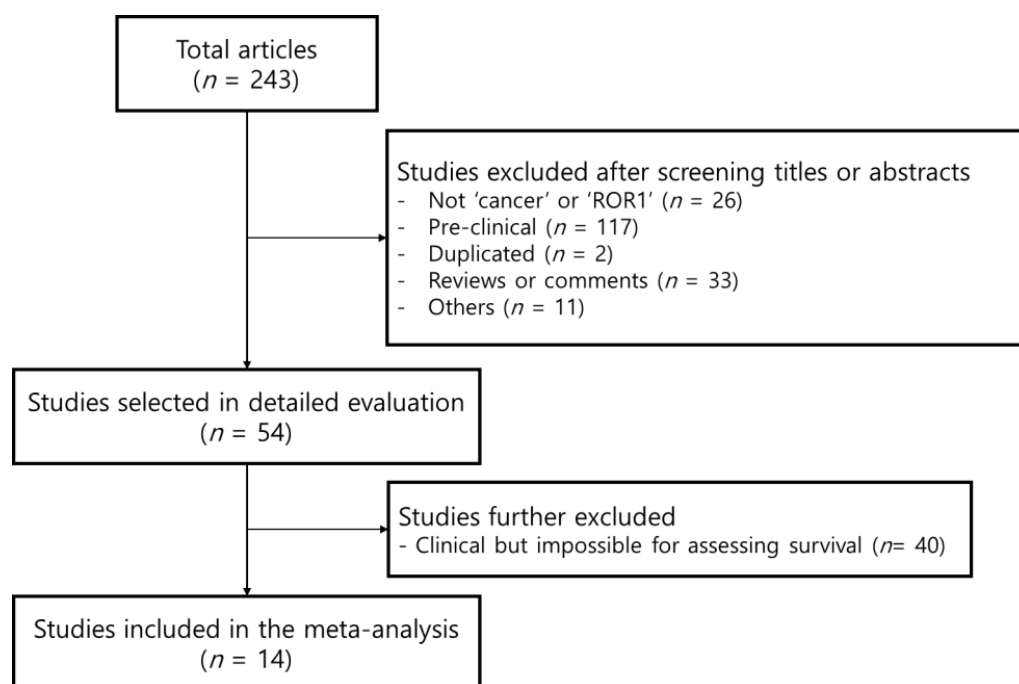 Total articles
(n = 243)
Studies excluded after screening titles or abstracts
- Not ‘cancer’ or ‘ROR1’ (n = 26)
- Pre-clinical (n = 117)
- Duplicated (n = 2)
- Reviews or comments (n = 33)
- Others (n = 11)
Studies selected in detailed evaluation
(n = 54)
Studies further excluded
- Clinical but impossible for assessing survival (n= 40)
Studies included in the meta-analysis
(n = 14)